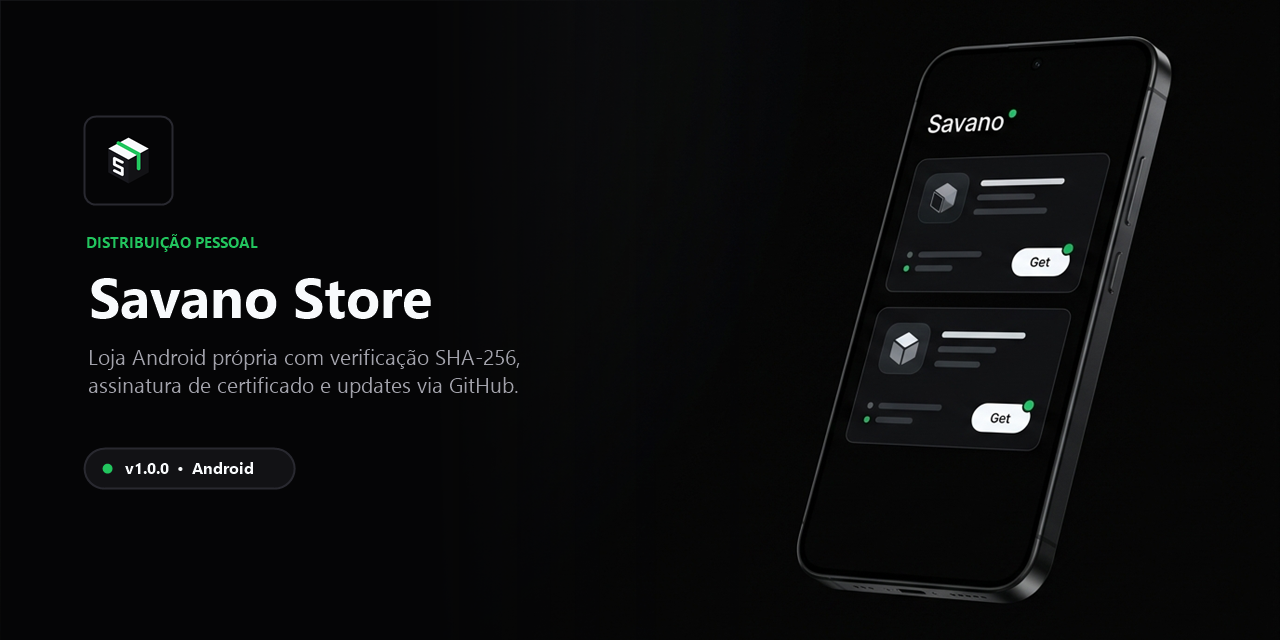 S
DISTRIBUIÇÃO PESSOAL
Savano Store
Loja Android própria com verificação SHA-256,
assinatura de certificado e updates via GitHub.
v1.0.0 • Android
Savano
Get
Get